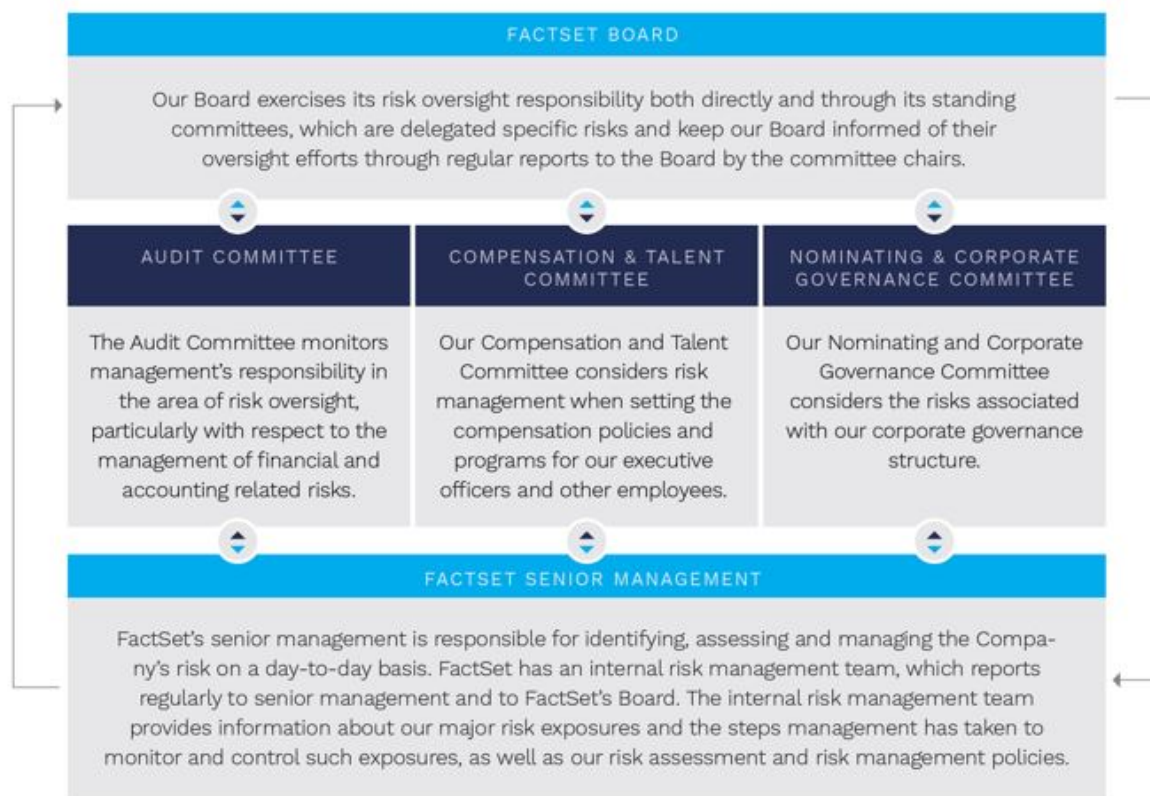 FACTSET BOARD
Our Board exercises its risk oversight responsibility both directly and through its standing
committees, which are delegated specific risks and keep our Board informed of their
oversight efforts through regular reports to the Board by the committee chairs.
AUDIT COMMITTEE
The Audit Committee monitors
management's responsibility in
the area of risk oversight,
particularly with respect to the
management of financial and
accounting related risks.
COMPENSATION & TALENT
COMMITTEE
Our Compensation and Talent
Committee considers risk
management when setting the
compensation policies and
programs for our executive
officers and other employees.
NOMINATING & CORPORATE
GOVERNANCE COMMITTEE
Our Nominating and Corporate
Governance Committee
considers the risks associated
with our corporate governance
structure.
FACTSET SENIOR MANAGEMENT
FactSet's senior management is responsible for identifying, assessing and managing the Compa-
ny's risk on a day-to-day basis. FactSet has an internal risk management team, which reports
regularly to senior management and to FactSet's Board. The internal risk management team
provides information about our major risk exposures and the steps management has taken to
monitor and control such exposures, as well as our risk assessment and risk management policies.